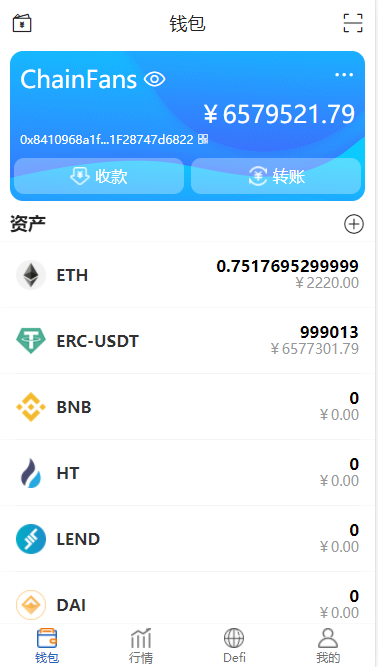 钱包
ChainFans
¥6579521.79
0x8410968a1f...1F28747d6822
收款
转账
资产
ETH
0.7517695299999
¥2220.00
ERC-USDT
999013
¥6577301.79
BNB
0
¥0.00
HT
0
¥0.00
LEND
0
¥0.00
DAI
0
¥0.00
钱包
行情
Defi
我的